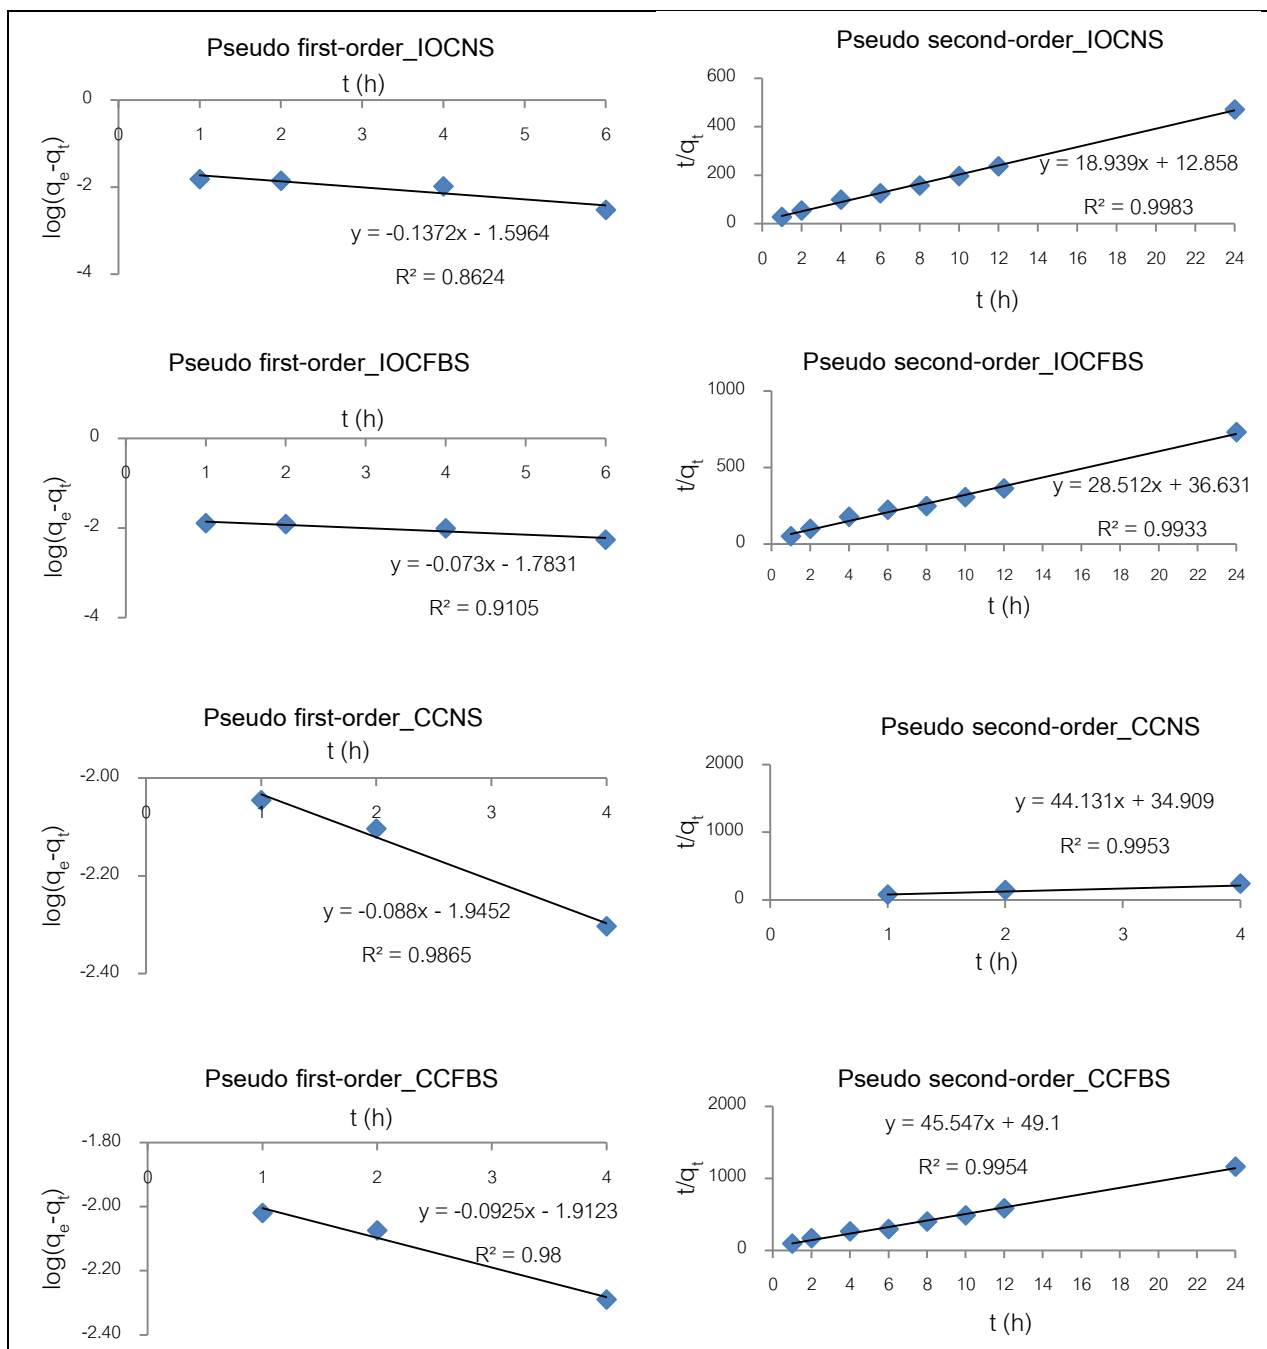 Pseudo first-order_IOCNS
t (h)
0
0 1 2 3 4 5 6
-2
-4
log(qe-qt)
y = -0.1372x - 1.5964
R² = 0.8624
Pseudo second-order_IOCNS
600
400
200
0
t/qt
y = 18.939x + 12.858
R² = 0.9983
0 2 4 6 8 10 12 14 16 18 20 22 24
t (h)
Pseudo first-order_IOCFBS
t (h)
0
0 1 2 3 4 5 6
-2
-4
log(qe-qt)
y = -0.073x - 1.7831
R² = 0.9105
Pseudo second-order_IOCFBS
1000
500
0
t/qt
y = 28.512x + 36.631
R² = 0.9933
0 2 4 6 8 10 12 14 16 18 20 22 24
t (h)
Pseudo first-order_CCNS
t (h)
-2.00
0 1 2 3 4
-2.20
-2.40
log(qe-qt)
y = -0.088x - 1.9452
R² = 0.9865
Pseudo second-order_CCNS
2000
1000
0
t/qt
y = 44.131x + 34.909
R² = 0.9953
0 1 2 3 4
t (h)
Pseudo first-order_CCFBS
t (h)
-1.80
0 1 2 3 4
-2.00
-2.20
-2.40
log(qe-qt)
y = -0.0925x - 1.9123
R² = 0.98
Pseudo second-order_CCFBS
2000
1000
0
t/qt
y = 45.547x + 49.1
R² = 0.9954
0 2 4 6 8 10 12 14 16 18 20 22 24
t (h)